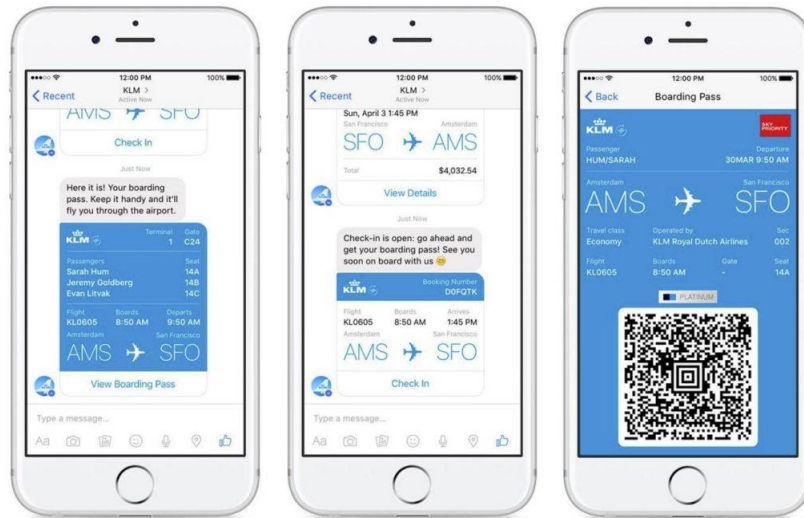 12:00 PM
100%
Recent
KLM >
Active Now
AMS SFO
Check In
Just Now
Here it is! Your boarding
pass. Keep it handy and it'll
fly you through the airport.
KLM
Terminal Gate
1 C24
Passengers Seat
Sarah Hum 14A
Jeremy Goldberg 14B
Evan Litvak 14C
Flight Boards Departs
KL0605 8:50 AM 9:50 AM
Amsterdam San Francisco
AMS SFO
View Boarding Pass
Type a message...
Aa
12:00 PM
100%
Recent
KLM >
Active Now
Sun, April 3 1:45 PM
San Francisco Amsterdam
SFO AMS
Total $4,032.54
View Details
Just Now
Check-in is open: go ahead and
get your boarding pass! See you
soon on board with us 😊
KLM
Booking Number
D0FQTK
Flight Boards Arrives
KL0605 8:50 AM 1:45 PM
Amsterdam San Francisco
AMS SFO
Check In
Type a message...
Aa
12:00 PM
100%
Back
Boarding Pass
KLM
SKY
PRIORITY
Passenger Departure
HUM/SARAH 30MAR 9:50 AM
Amsterdam San Francisco
AMS SFO
Travel class Operated by Sec
Economy KLM Royal Dutch Airlines 002
Flight Boards Gate Seat
KL0605 8:50 AM - 14A
PLATINUM